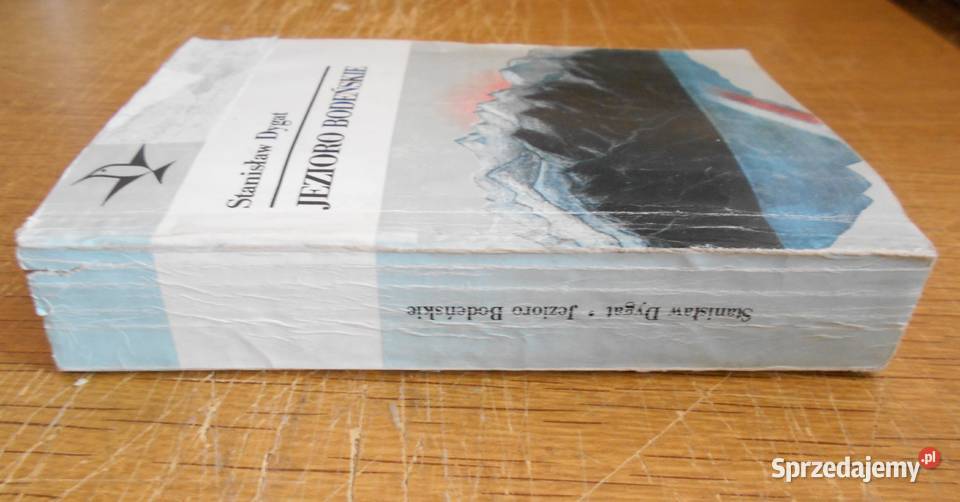 Stanisław Dygat
JEZIORO BODEŃSKIE
Stanisław Dygat • Jezioro Bodeńskie
Sprzedajemy.pl